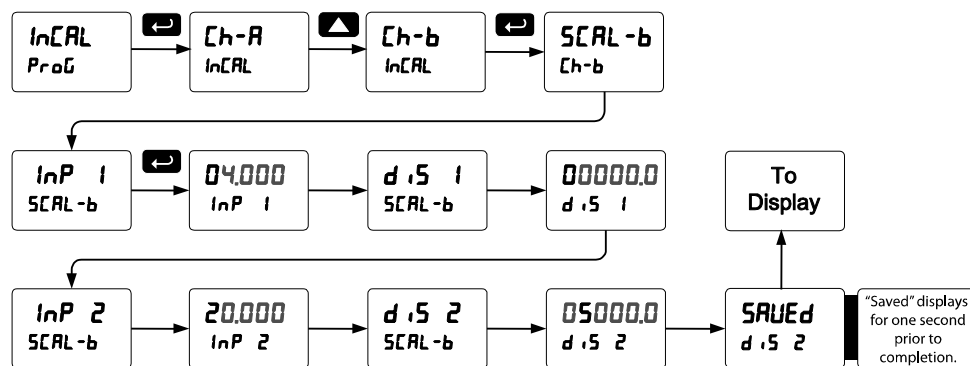 InCAL
ProG
Ch-A
InCAL
Ch-b
InCAL
SCAL-b
Ch-b
InP 1
SCAL-b
04.000
InP 1
diS 1
SCAL-b
00000.0
diS 1
To
Display
InP 2
SCAL-b
20.000
InP 2
diS 2
SCAL-b
05000.0
diS 2
SAVEd
diS 2
"Saved" displays
for one second
prior to
completion.